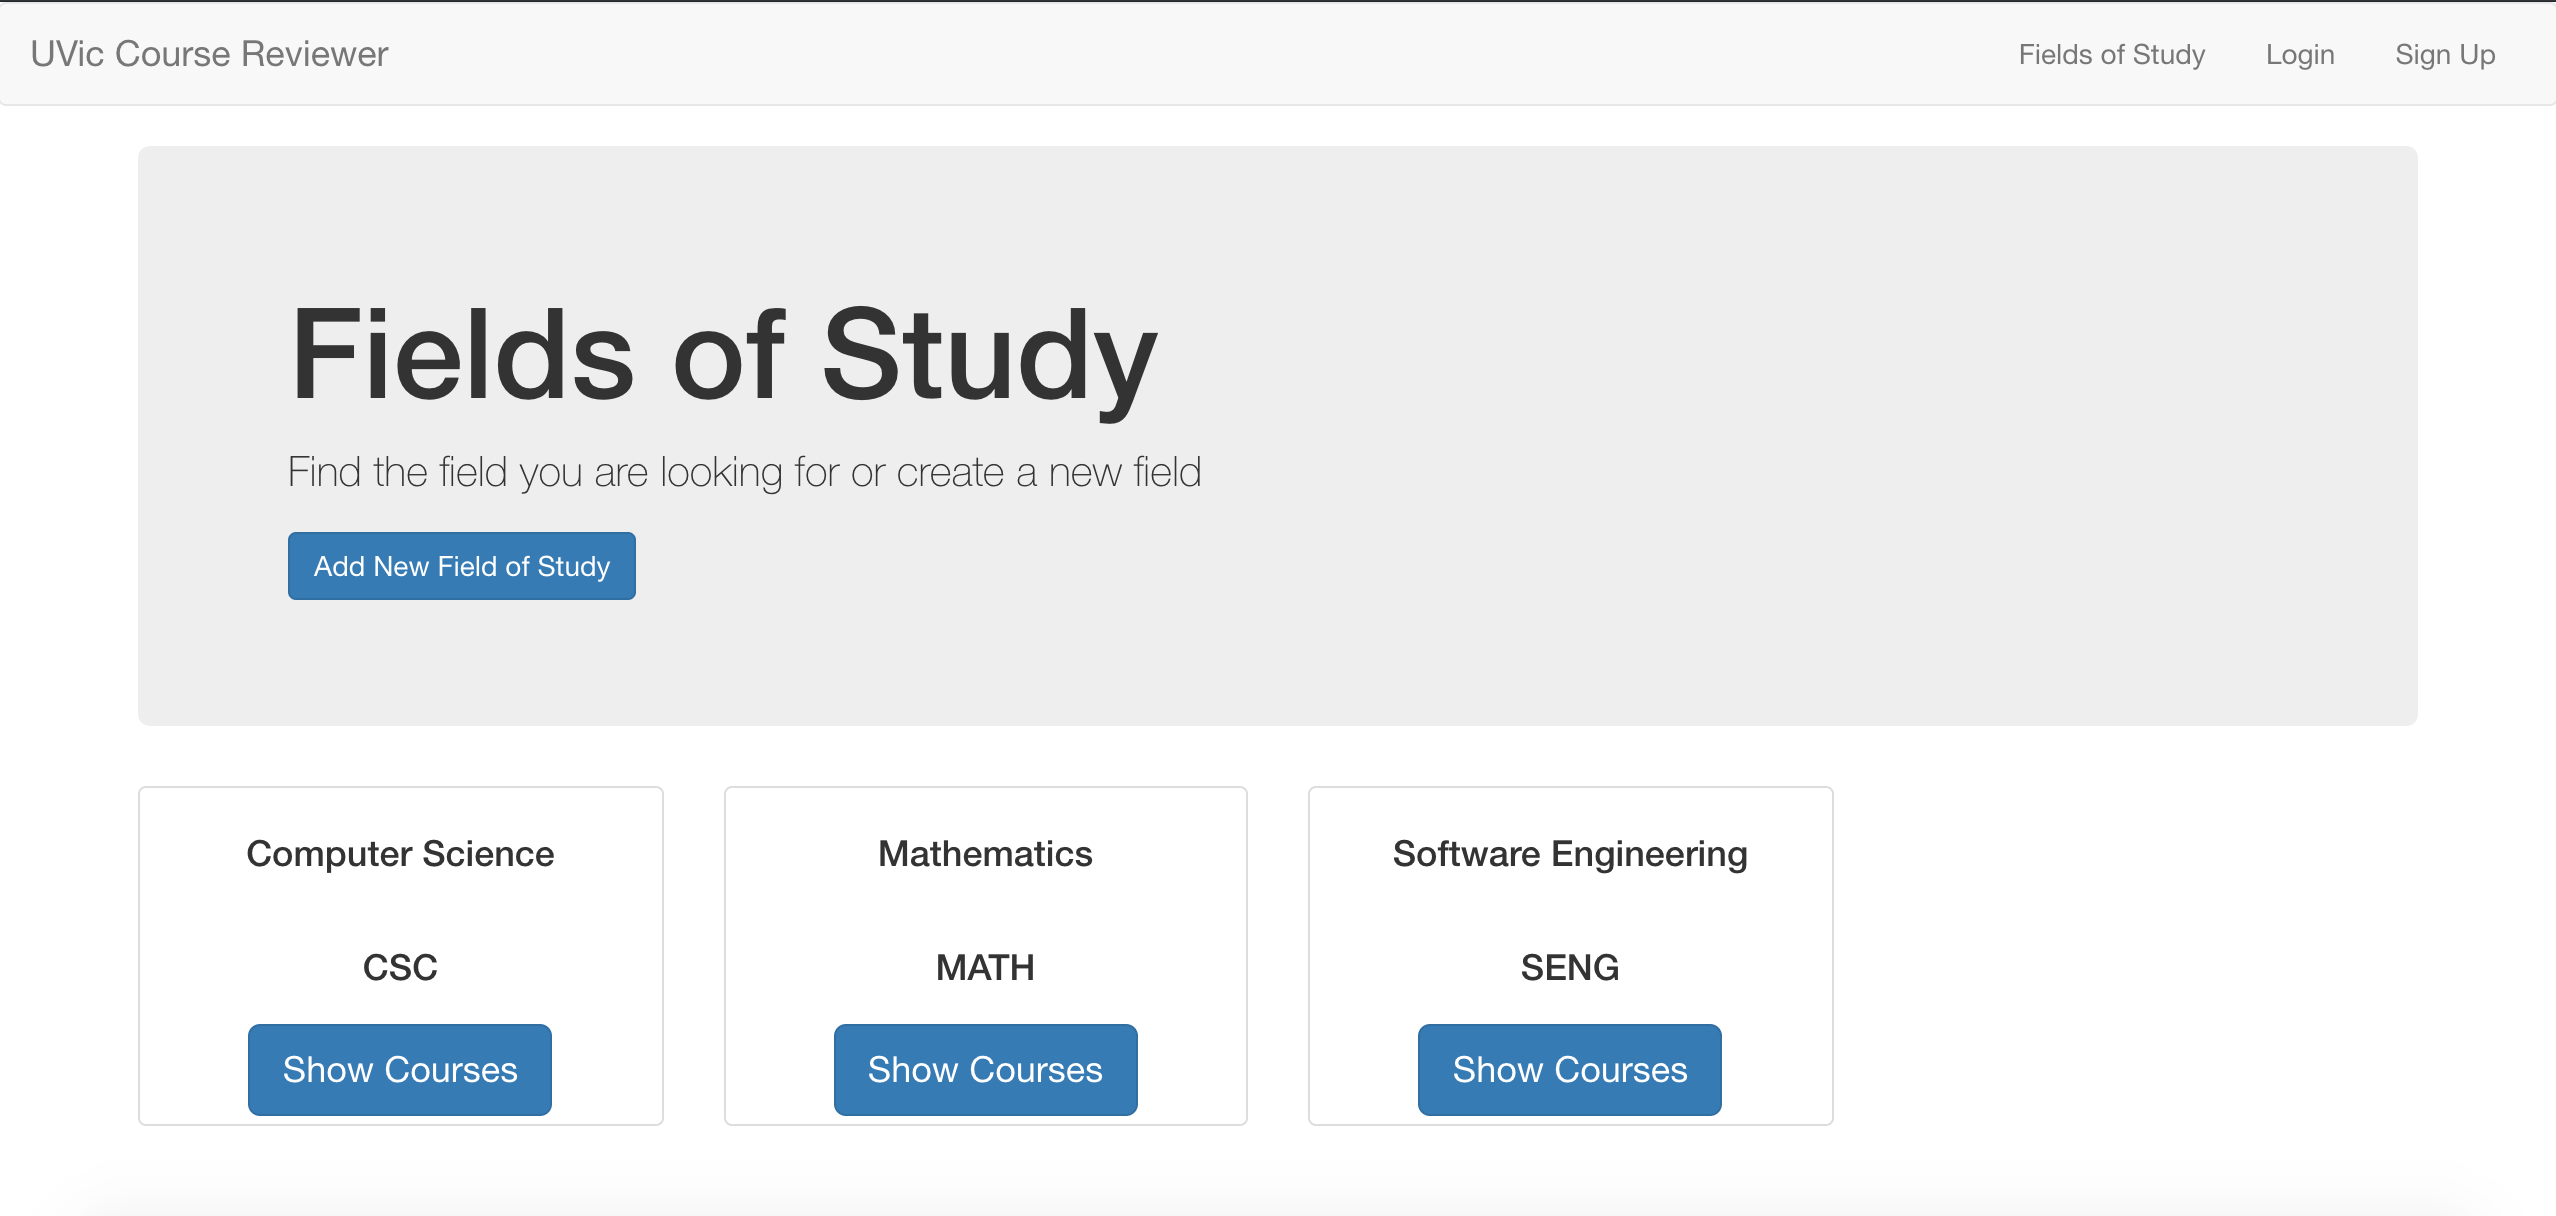 UVic Course Reviewer
Fields of Study
Login
Sign Up
Fields of Study
Find the field you are looking for or create a new field
Add New Field of Study
Computer Science
CSC
Show Courses
Mathematics
MATH
Show Courses
Software Engineering
SENG
Show Courses